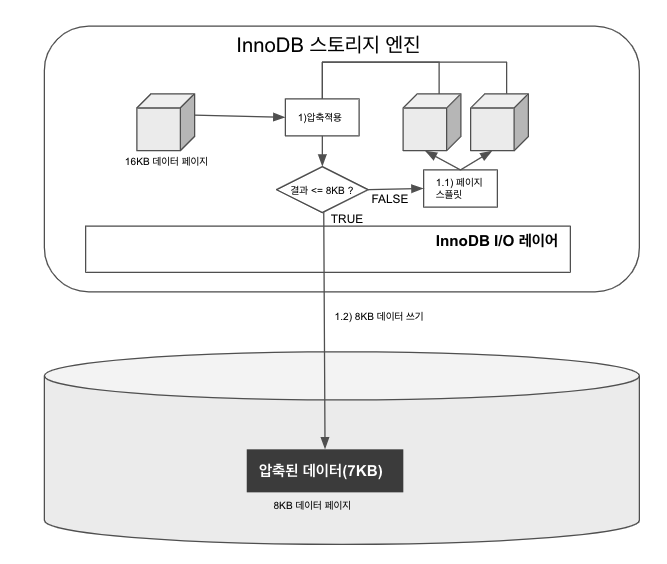 InnoDB 스토리지 엔진
1)압축적용
16KB 데이터 페이지
결과 <= 8KB ?
FALSE
1.1) 페이지
스플릿
TRUE
InnoDB I/O 레이어
1.2) 8KB 데이터 쓰기
압축된 데이터(7KB)
8KB 데이터 페이지